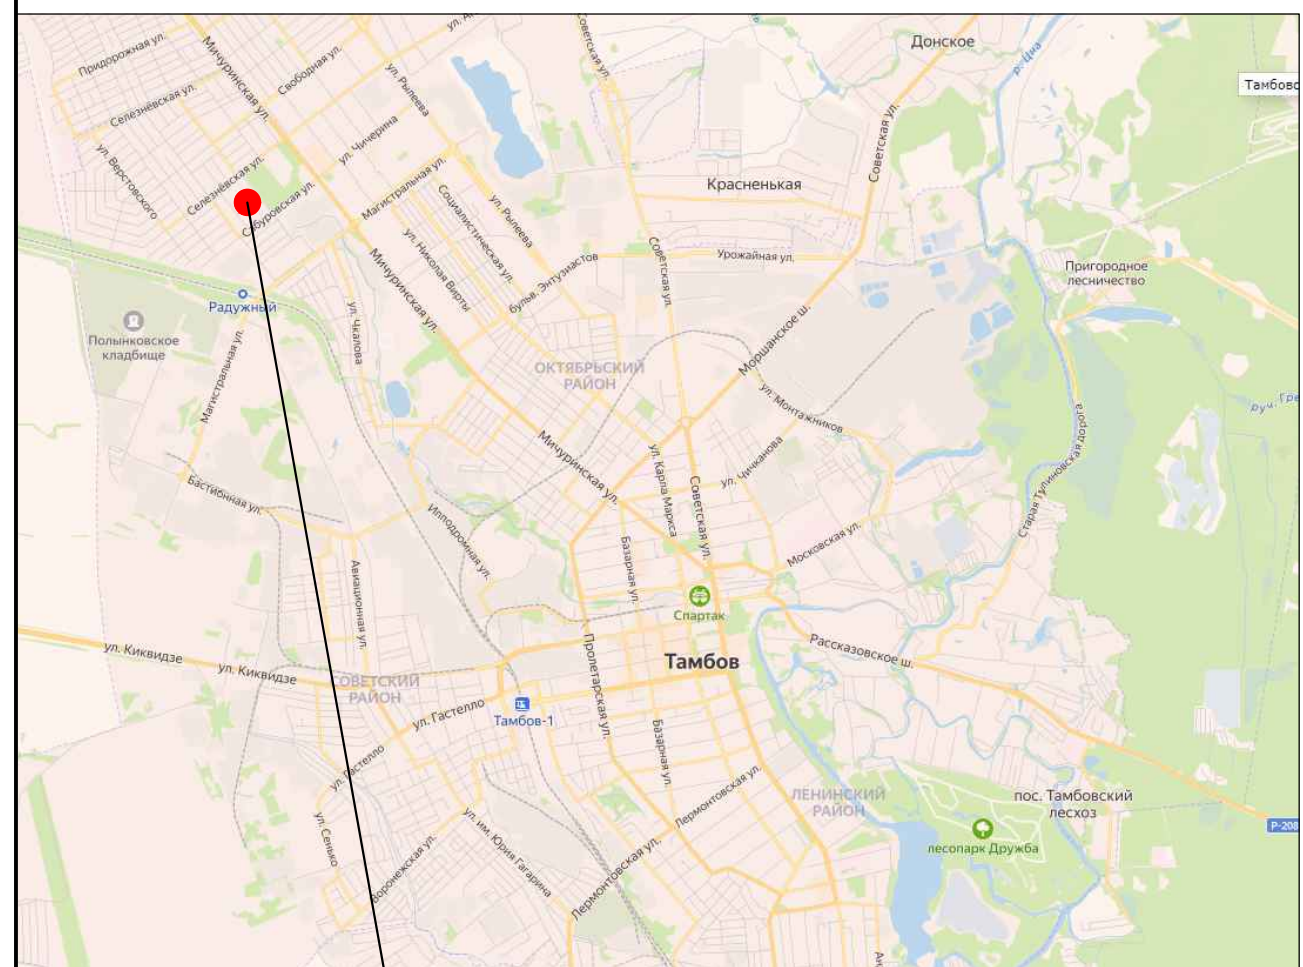 Советская ул.
Донское
р. Цна
Придорожная ул.
Мичуринская ул.
Свободная ул.
ул. Рылеева
Селезнёвская ул.
ул. Чичерина
Советская ул.
ул. Верстовского
Селезнёвская ул.
Магистральная ул.
Красненькая
Сабуровская ул.
Социалистическая ул.
ул. Рылеева
ул. Николая Вирты
Мичуринская ул.
бульв. Энтузиастов
Советская ул.
Урожайная ул.
Пригородное
лесничество
Радужный
ул. Чкалова
Полынковское
кладбище
Магистральная ул.
Моршанское ш.
ОКТЯБРЬСКИЙ
РАЙОН
ул. Монтажников
Мичуринская ул.
ул. Карла Маркса
ул. Чичканова
Советская ул.
Старая Тулиновская дорога
Бастионная ул.
Ипподромная ул.
Московская ул.
Базарная ул.
Авиационная ул.
Спартак
Пролетарская ул.
Рассказовское ш.
ул. Киквидзе
ул. Киквидзе
Тамбов
СОВЕТСКИЙ
РАЙОН
ул. Гастелло
Тамбов-1
Базарная ул.
ул. Гастелло
Лермонтовская ул.
ЛЕНИНСКИЙ
РАЙОН
пос. Тамбовский
лесхоз
Р-208
ул. Сенько
ул. им. Юрия Гагарина
лесопарк Дружба
Воронежская ул.
Лермонтовская ул.